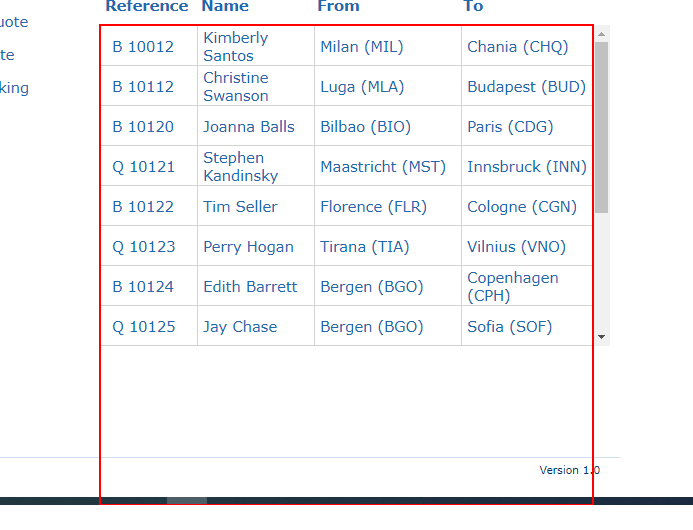 Reference Name From To
uote
B 10012 Kimberly Santos Milan (MIL) Chania (CHQ)
te
B 10112 Christine Swanson Luga (MLA) Budapest (BUD)
king
B 10120 Joanna Balls Bilbao (BIO) Paris (CDG)
Q 10121 Stephen Kandinsky Maastricht (MST) Innsbruck (INN)
B 10122 Tim Seller Florence (FLR) Cologne (CGN)
Q 10123 Perry Hogan Tirana (TIA) Vilnius (VNO)
B 10124 Edith Barrett Bergen (BGO) Copenhagen (CPH)
Q 10125 Jay Chase Bergen (BGO) Sofia (SOF)
Version 1.0